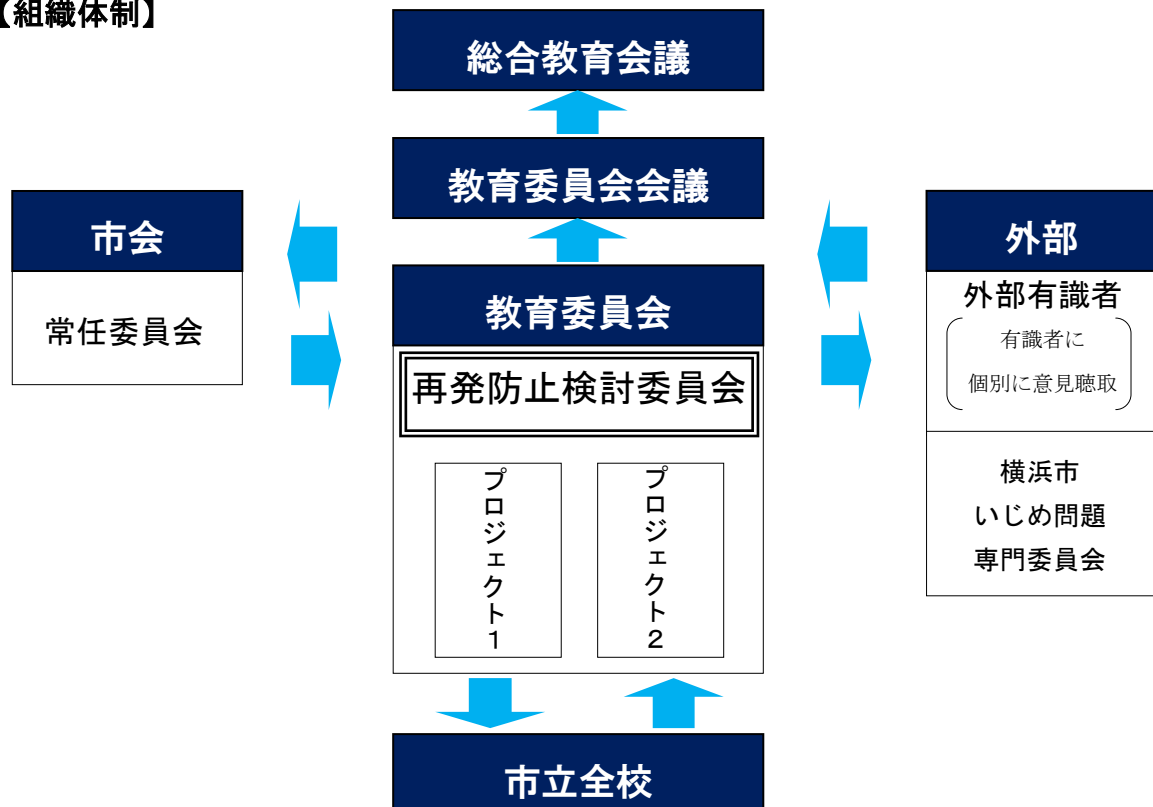 【組織体制】
総合教育会議
教育委員会会議
市会
常任委員会
教育委員会
再発防止検討委員会
プロジェクト1
プロジェクト2
外部
外部有識者
有識者に
個別に意見聴取
横浜市
いじめ問題
専門委員会
市立全校